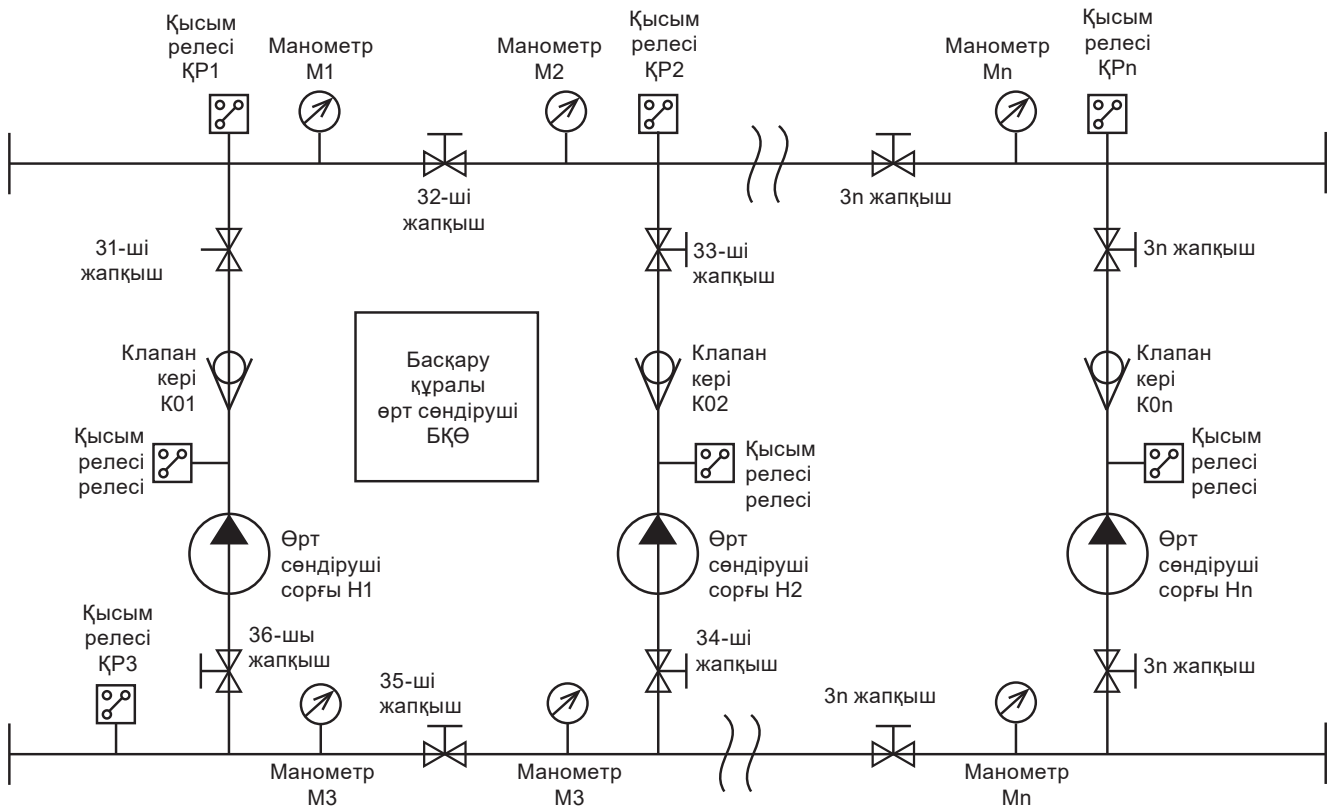 Қысым
релесі
ҚР1
Манометр
М1
Манометр
М2
Қысым
релесі
ҚР2
Манометр
Мn
Қысым
релесі
ҚРn
32-ші
жапқыш
3n жапқыш
31-ші
жапқыш
33-ші
жапқыш
3n жапқыш
Клапан
кері
К01
Басқару
құралы
өрт сөндіруші
БҚӨ
Клапан
кері
К02
Клапан
кері
К0n
Қысым
релесі
релесі
Қысым
релесі
релесі
Қысым
релесі
релесі
Өрт
сөндіруші
сорғы Н1
Өрт
сөндіруші
сорғы Н2
Өрт
сөндіруші
сорғы Нn
Қысым
релесі
ҚР3
36-шы
жапқыш
35-ші
жапқыш
34-ші
жапқыш
3n жапқыш
3n жапқыш
Манометр
М3
Манометр
М3
Манометр
Мn